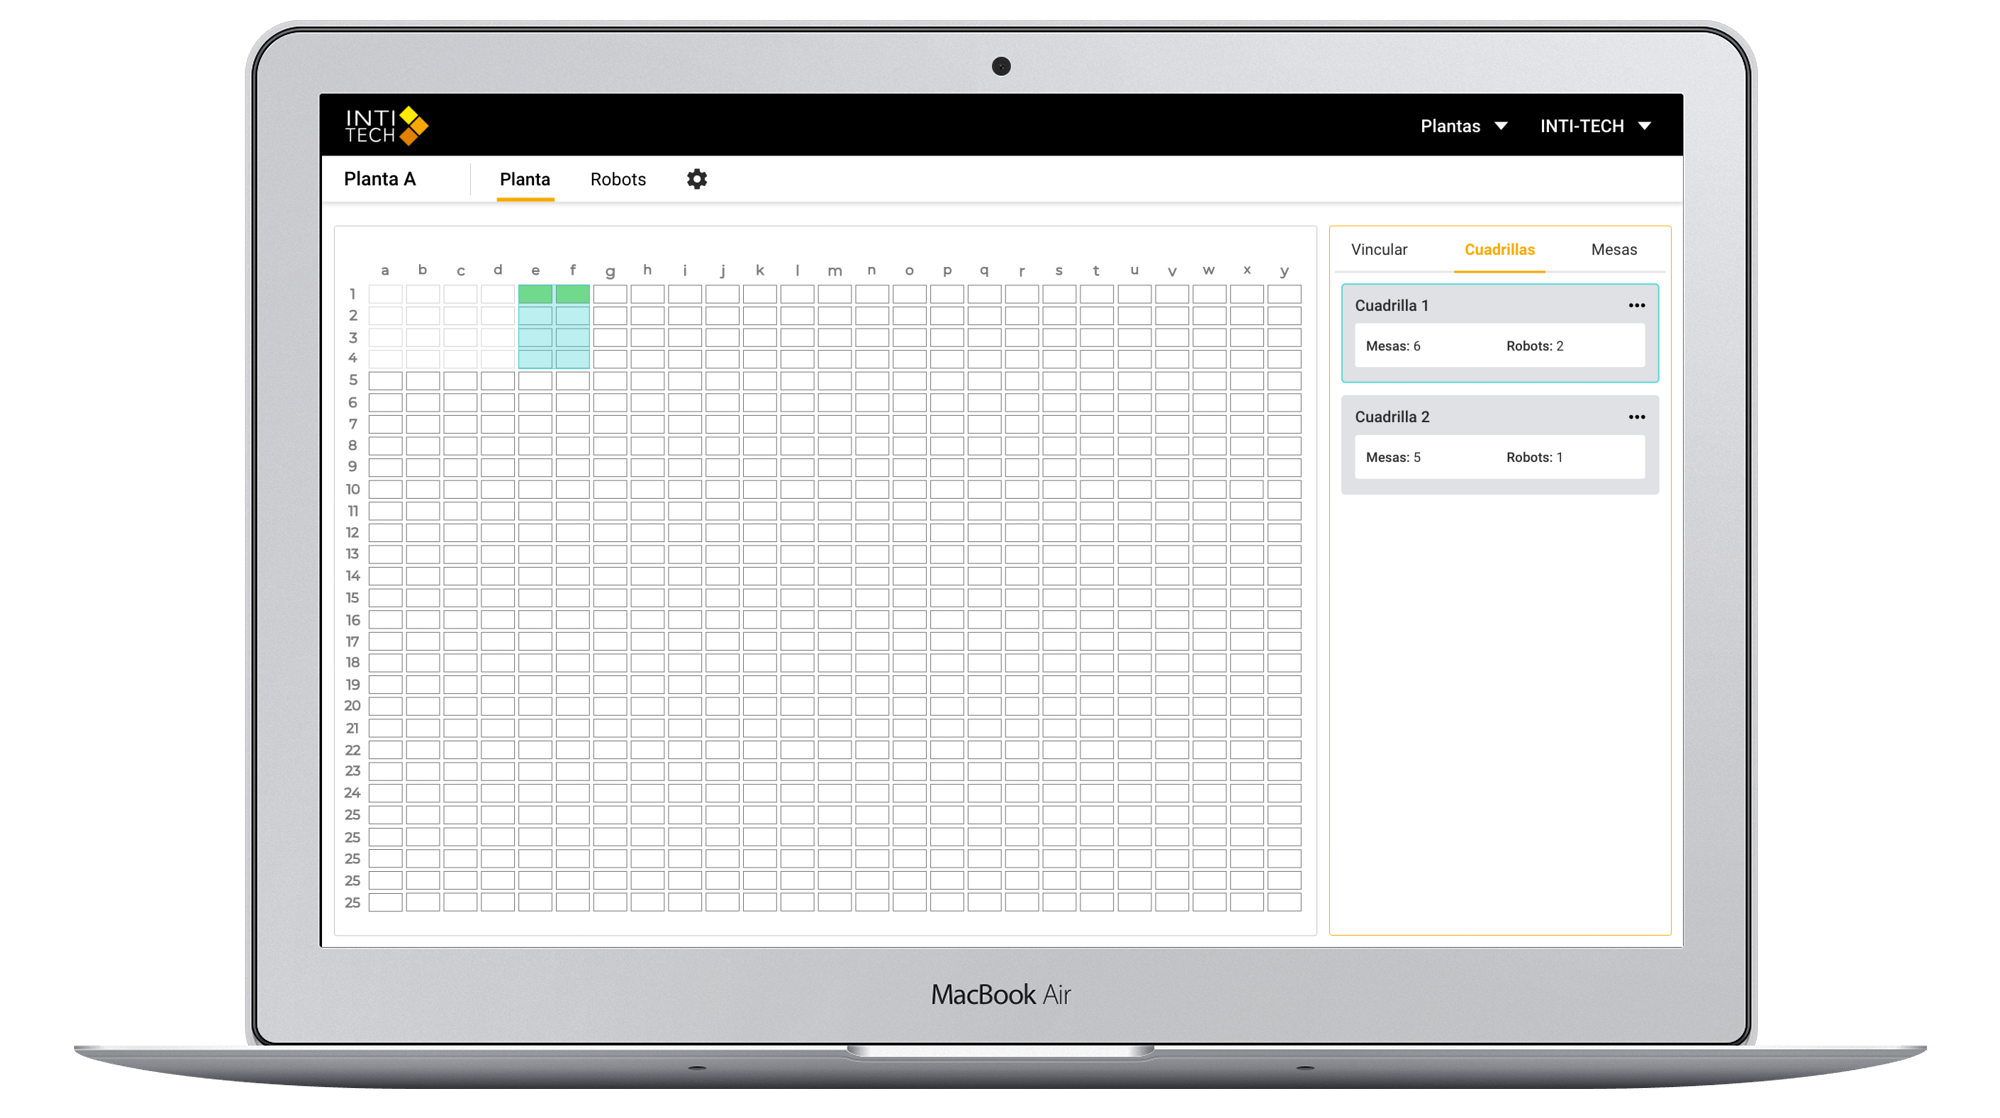 INTI
TECH
Plantas
INTI-TECH
Planta A
Planta
Robots
a b c d e f g h i j k l m n o p q r s t u v w x y
1
2
3
4
5
6
7
8
9
10
11
12
13
14
15
16
17
18
19
20
21
22
23
24
25
25
25
25
25
Vincular
Cuadrillas
Mesas
Cuadrilla 1
Mesas: 6
Robots: 2
Cuadrilla 2
Mesas: 5
Robots: 1
MacBook Air